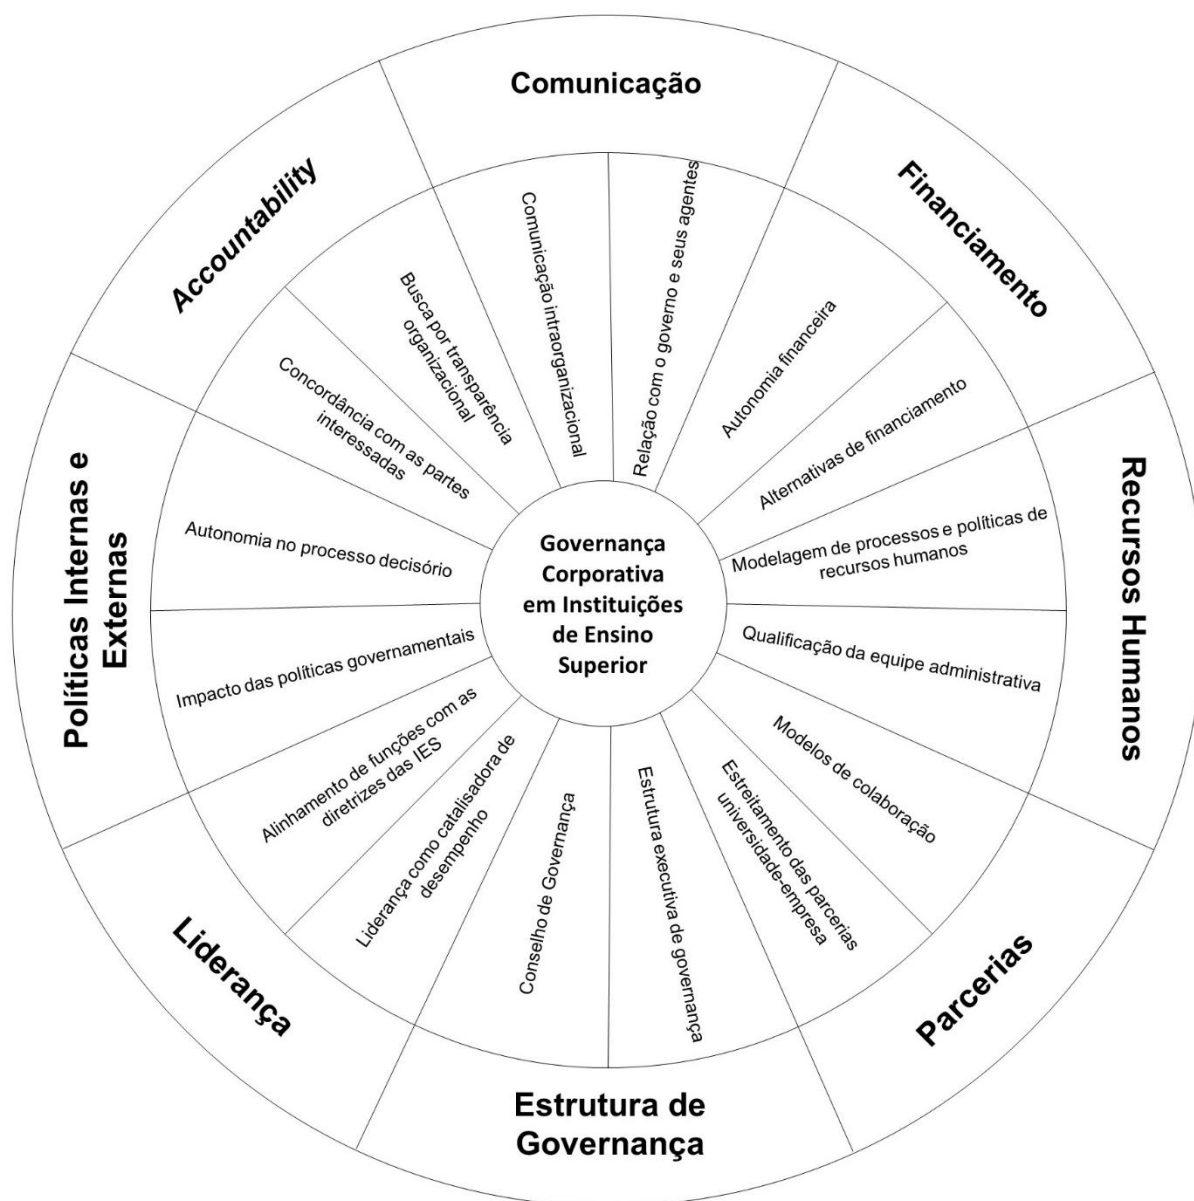 Comunicação
Financiamento
Recursos Humanos
Parcerias
Estrutura de
Governança
Liderança
Políticas Internas e
Externas
Accountability
Comunicação intraorganizacional
Relação com o governo e seus agentes
Autonomia financeira
Alternativas de financiamento
Modelagem de processos e políticas de
recursos humanos
Qualificação da equipe administrativa
Modelos de colaboração
Estreitamento das parcerias
universidade-empresa
Estrutura executiva de governança
Conselho de Governança
Liderança como catalisadora de
desempenho
Alinhamento de funções com as
diretrizes das IES
Impacto das políticas governamentais
Autonomia no processo decisório
Concordância com as partes
interessadas
Busca por transparência
organizacional
Governança
Corporativa
em Instituições
de Ensino
Superior